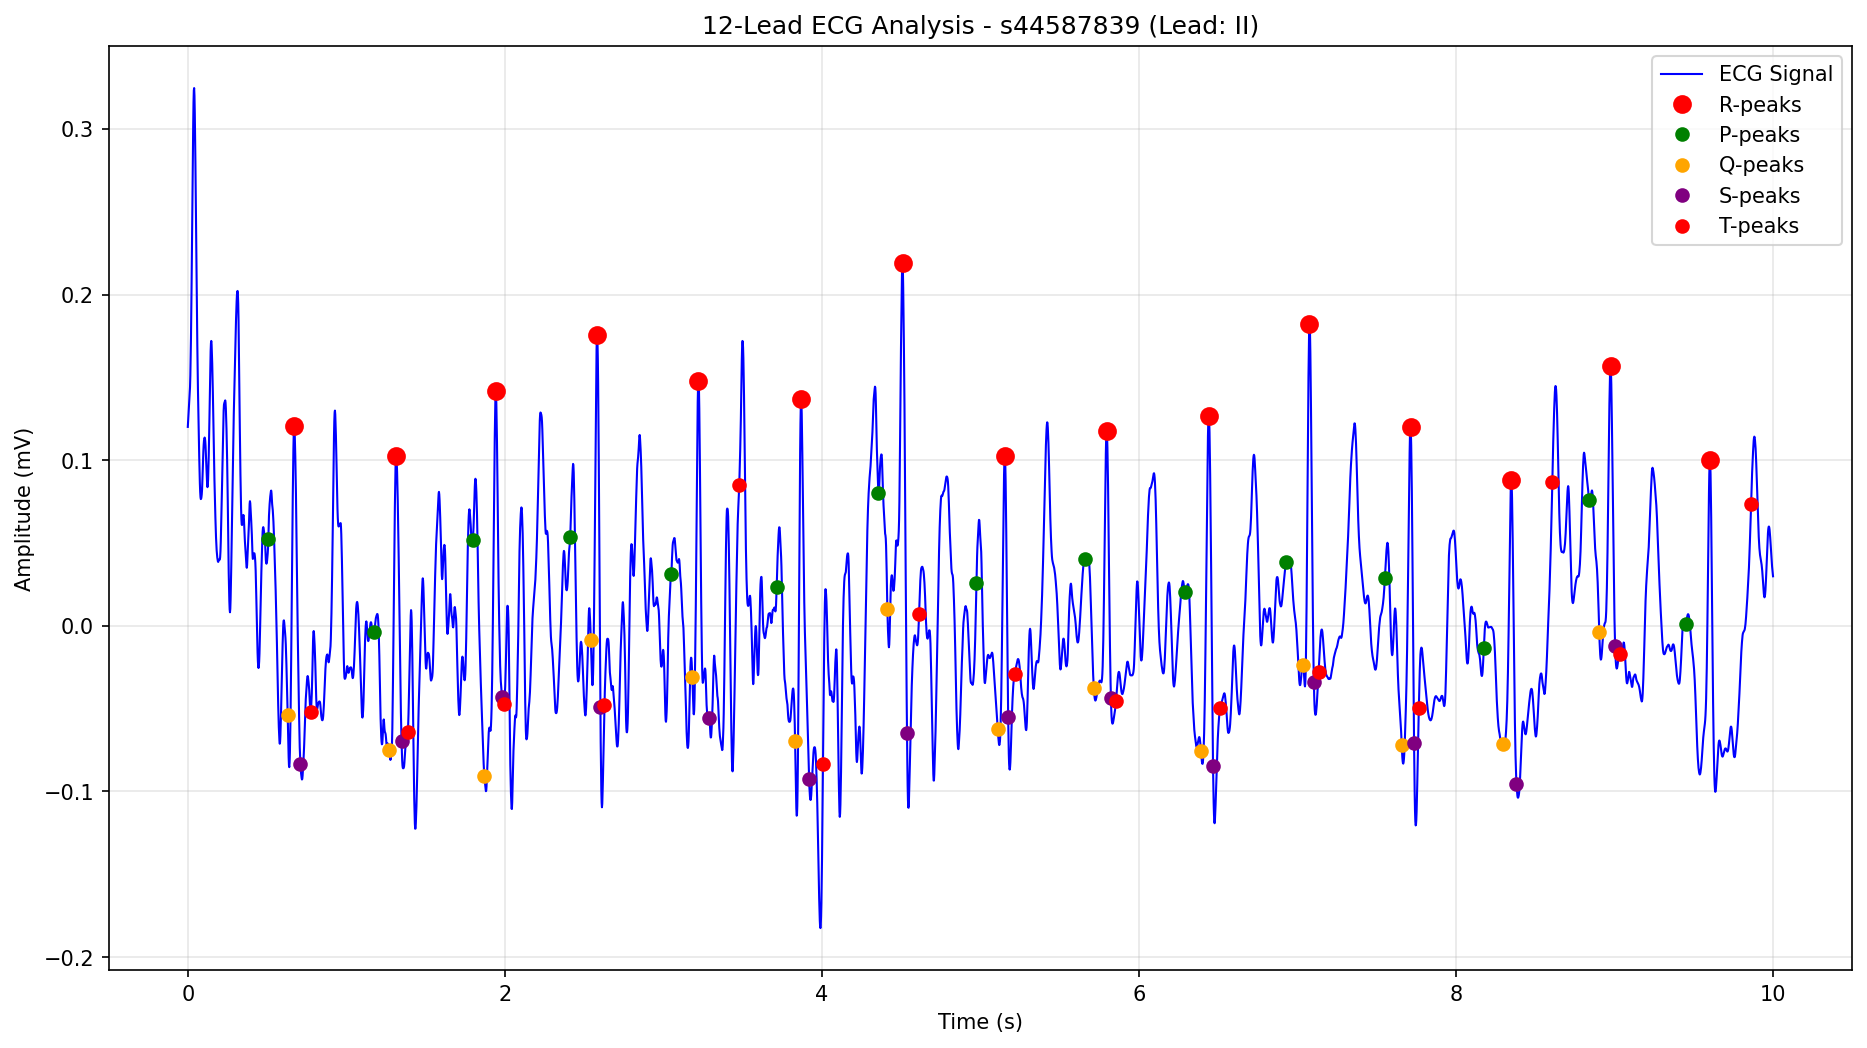 12-Lead ECG Analysis - s44587839 (Lead: II)
ECG Signal
R-peaks
P-peaks
Q-peaks
S-peaks
T-peaks
Amplitude (mV)
0.3
0.2
0.1
0.0
−0.1
−0.2
0 2 4 6 8 10
Time (s)